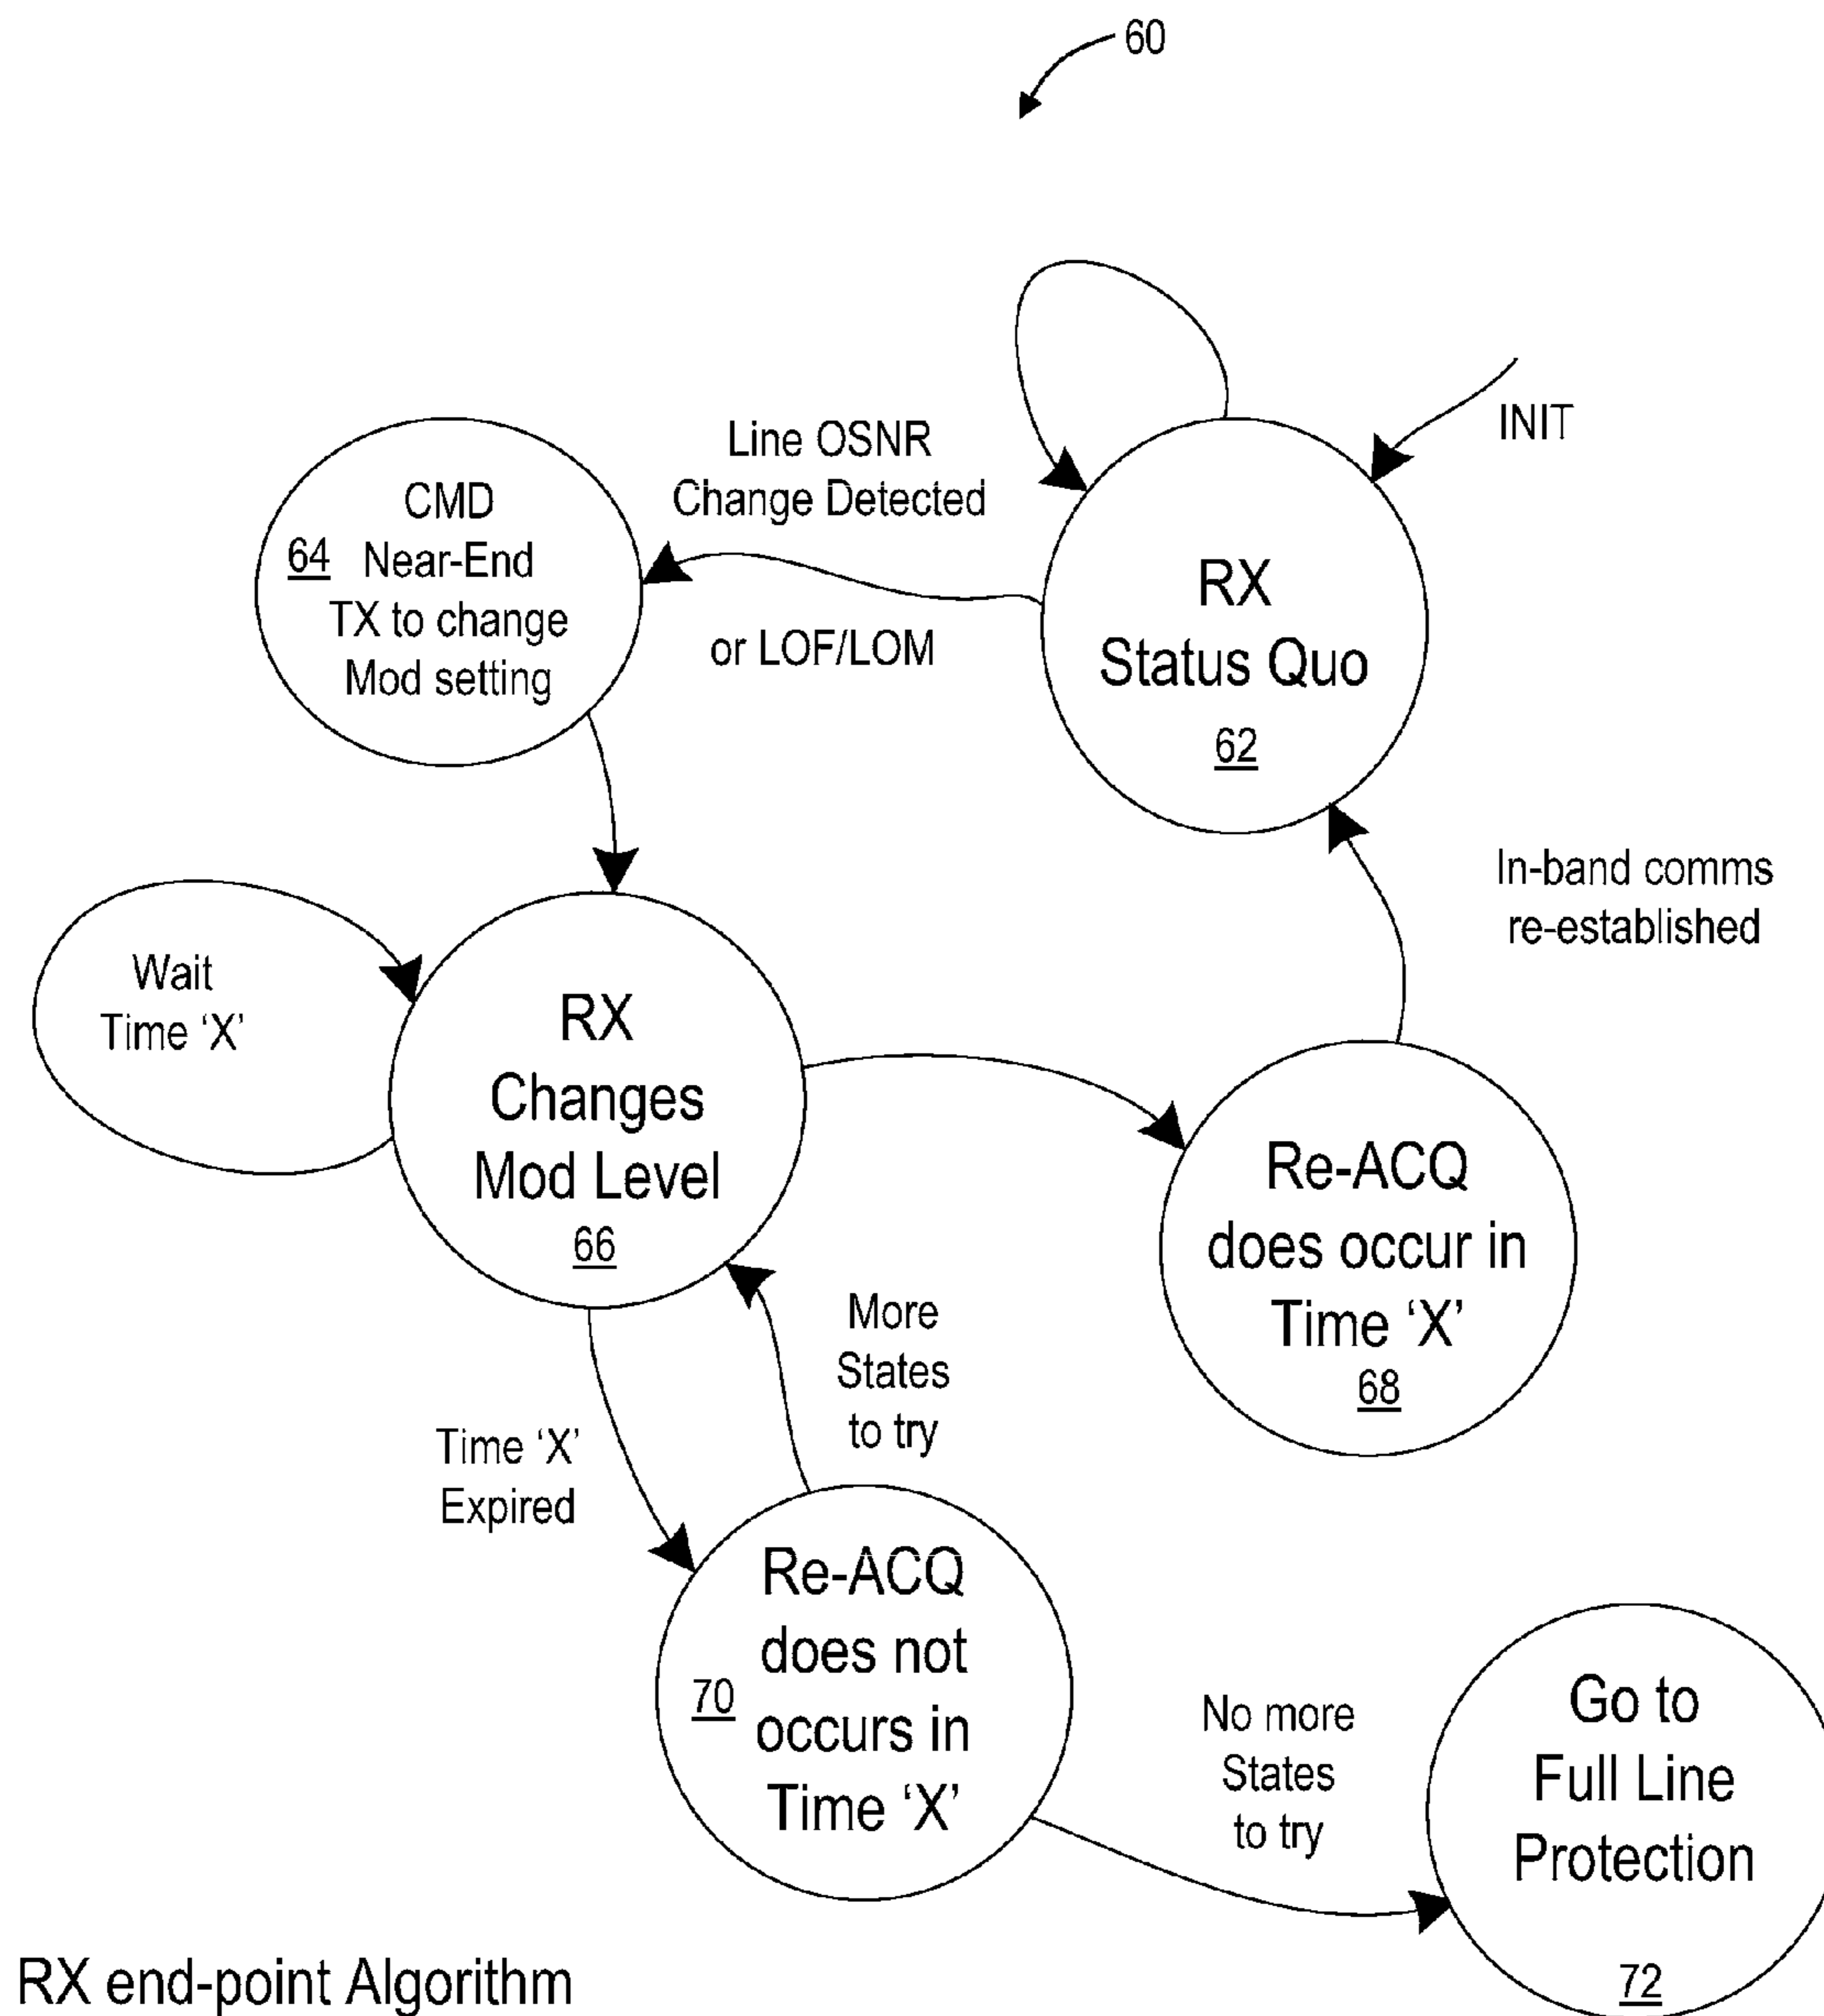 60
INIT
Line OSNR
Change Detected
or LOF/LOM
CMD
64 Near-End
TX to change
Mod setting
RX
Status Quo
62
In-band comms
re-established
Wait
Time ‘X’
RX
Changes
Mod Level
66
Re-ACQ
does occur in
Time ‘X’
68
More
States
to try
Time ‘X’
Expired
Re-ACQ
does not
70 occurs in
Time ‘X’
No more
States
to try
Go to
Full Line
Protection
72
RX end-point Algorithm